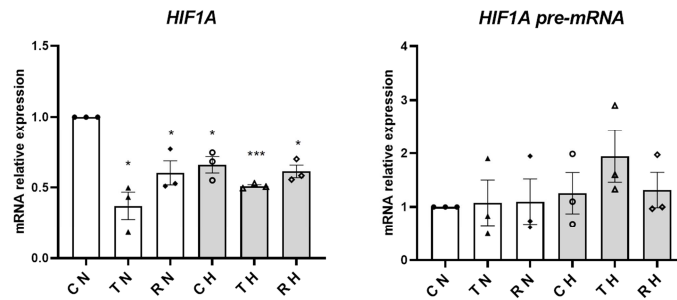 HIF1A
mRNA relative expression
1.5
1.0
0.5
0.0
*
*
*
***
*
C N
T N
R N
C H
T H
R H
HIF1A pre-mRNA
mRNA relative expression
4
3
2
1
0
C N
T N
R N
C H
T H
R H